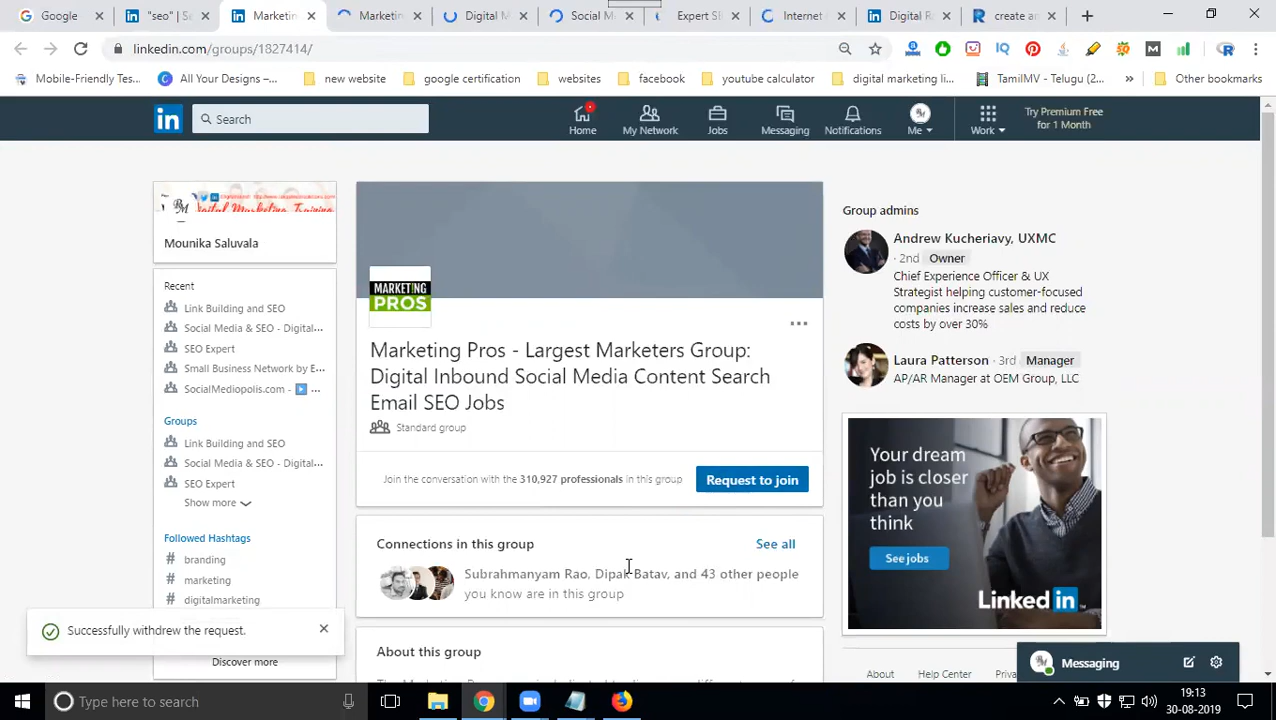 Google
"seo" | Se
Marketin
Marketin
Digital M
Social M
Expert SE
Internet
Digital R
create an
linkedin.com/groups/1827414/
Mobile-Friendly Tes...
All Your Designs –...
new website
google certification
websites
facebook
youtube calculator
digital marketing li...
TamilMV - Telugu (2...
»
Other bookmarks
in
Search
Home
My Network
Jobs
Messaging
Notifications
Me
Work
Try Premium Free
for 1 Month
Digital Marketing Training
Mounika Saluvala
Recent
Link Building and SEO
Social Media & SEO - Digital...
SEO Expert
Small Business Network by E...
SocialMediopolis.com - ...
Groups
Link Building and SEO
Social Media & SEO - Digital...
SEO Expert
Show more
Followed Hashtags
# branding
# marketing
# digitalmarketing
Discover more
Successfully withdrew the request.
MARKETING
PROS
Marketing Pros - Largest Marketers Group:
Digital Inbound Social Media Content Search
Email SEO Jobs
Standard group
Join the conversation with the 310,927 professionals in this group
Request to join
Connections in this group
See all
Subrahmanyam Rao, Dipak Batav, and 43 other people
you know are in this group
About this group
Group admins
Andrew Kucheriavy, UXMC
· 2nd Owner
Chief Experience Officer & UX
Strategist helping customer-focused
companies increase sales and reduce
costs by over 30%
Laura Patterson · 3rd Manager
AP/AR Manager at OEM Group, LLC
Your dream
job is closer
than you
think
See jobs
Linked in
About
Help Center
Priva
Messaging
Type here to search
19:13
30-08-2019